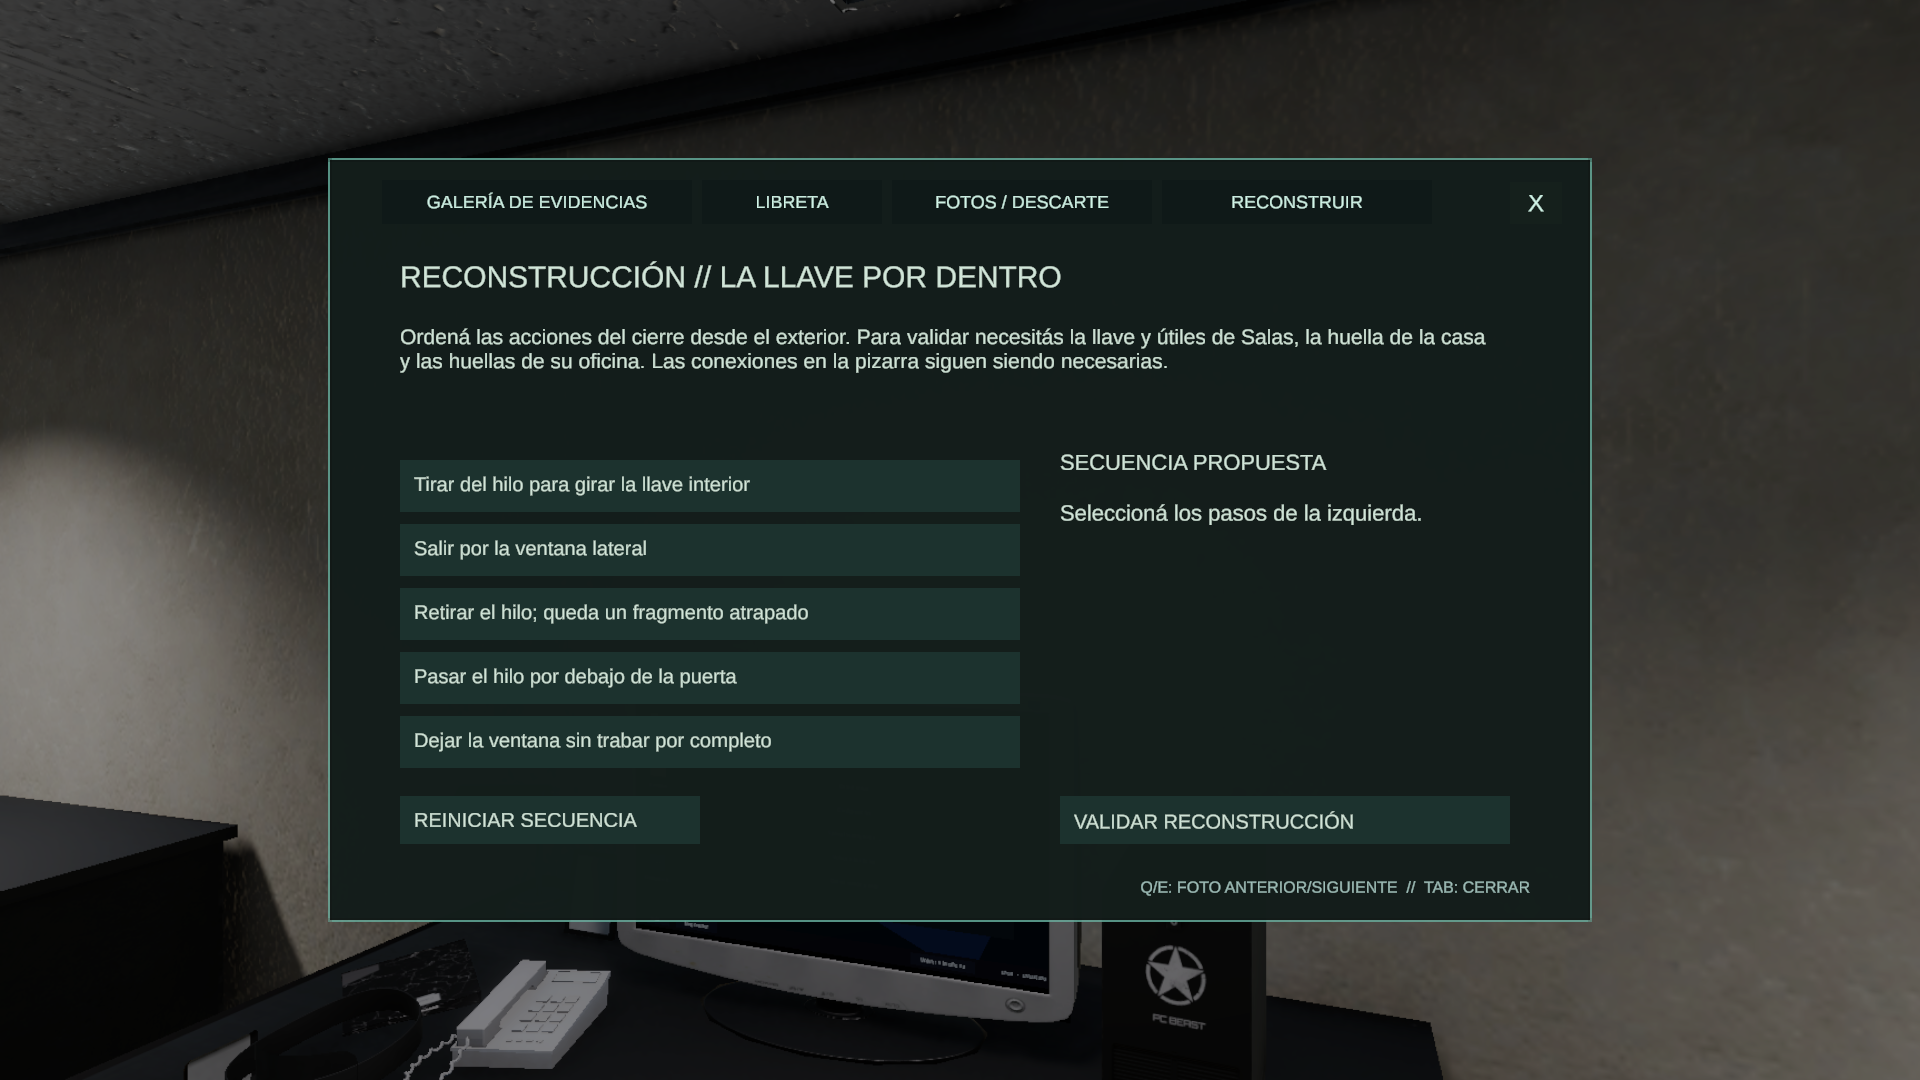 GALERÍA DE EVIDENCIAS
LIBRETA
FOTOS / DESCARTE
RECONSTRUIR
X
RECONSTRUCCIÓN // LA LLAVE POR DENTRO
Ordená las acciones del cierre desde el exterior. Para validar necesitás la llave y útiles de Salas, la huella de la casa
y las huellas de su oficina. Las conexiones en la pizarra siguen siendo necesarias.
Tirar del hilo para girar la llave interior
Salir por la ventana lateral
Retirar el hilo; queda un fragmento atrapado
Pasar el hilo por debajo de la puerta
Dejar la ventana sin trabar por completo
SECUENCIA PROPUESTA
Seleccioná los pasos de la izquierda.
REINICIAR SECUENCIA
VALIDAR RECONSTRUCCIÓN
Q/E: FOTO ANTERIOR/SIGUIENTE // TAB: CERRAR
PC BEAST